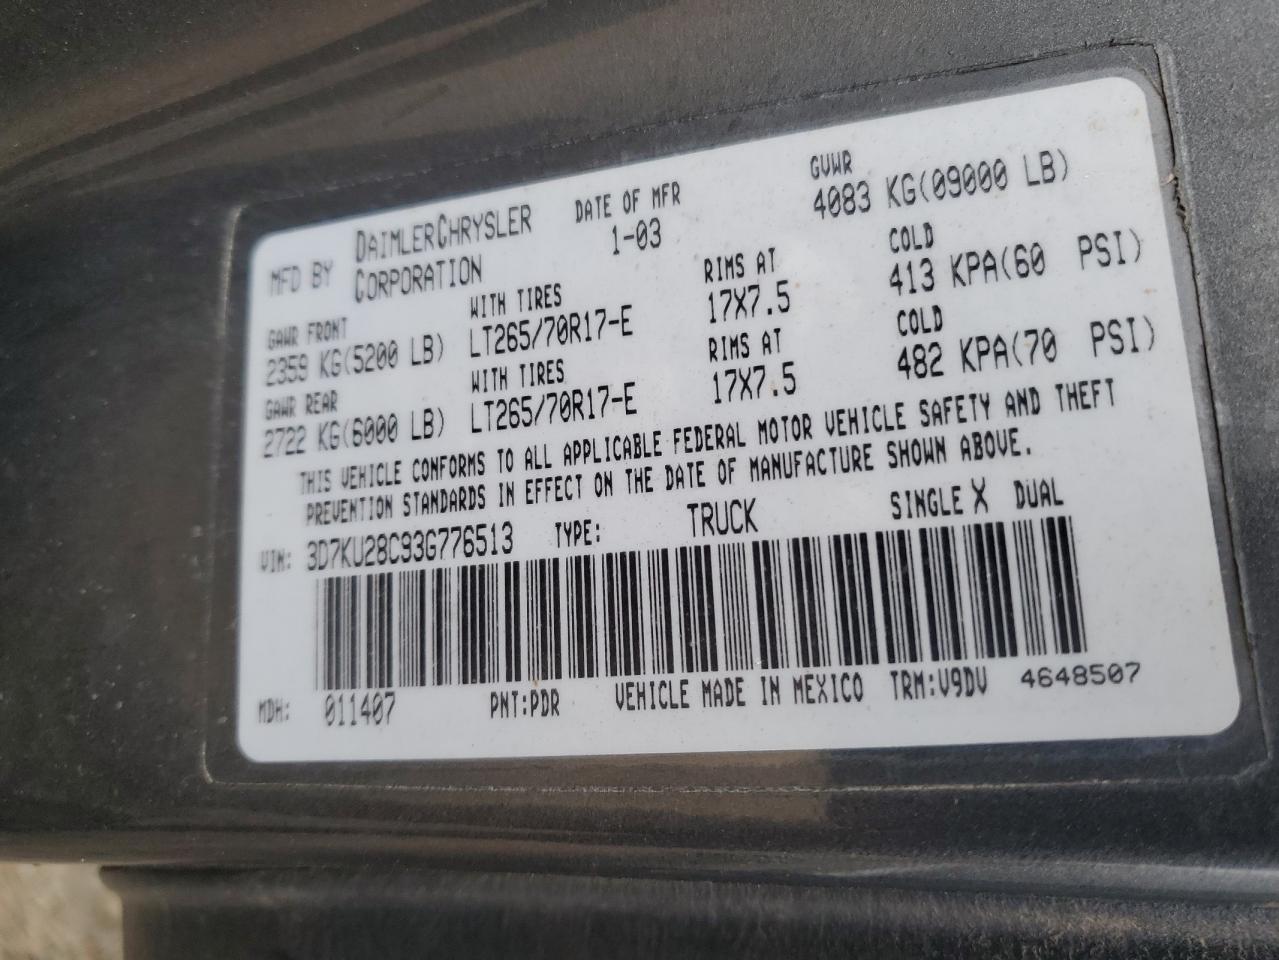 MFD BY DAIMLERCHRYSLER CORPORATION DATE OF MFR 1-03 GVWR 4083 KG(09000 LB)
GAWR FRONT WITH TIRES RIMS AT COLD
2359 KG(5200 LB) LT265/70R17-E 17X7.5 413 KPA(60 PSI)
GAWR REAR WITH TIRES RIMS AT COLD
2722 KG(6000 LB) LT265/70R17-E 17X7.5 482 KPA(70 PSI)
THIS VEHICLE CONFORMS TO ALL APPLICABLE FEDERAL MOTOR VEHICLE SAFETY AND THEFT
PREVENTION STANDARDS IN EFFECT ON THE DATE OF MANUFACTURE SHOWN ABOVE.
VIN: 3D7KU28C93G776513 TYPE: TRUCK SINGLE X DUAL
MDH: 011407 PNT:PDR VEHICLE MADE IN MEXICO TRM:V9DV 4648507